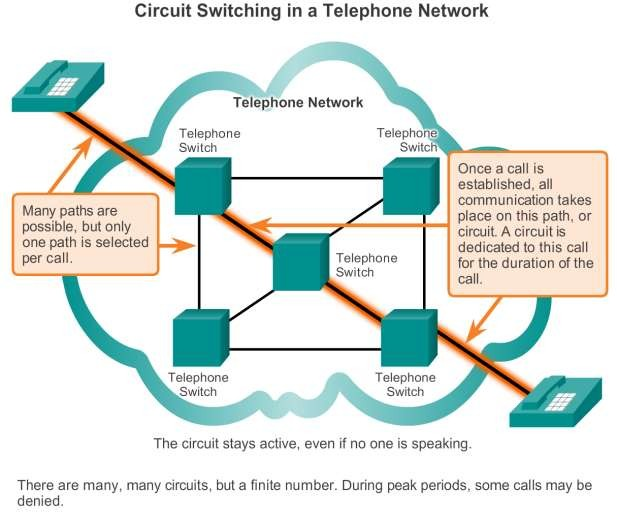 Circuit Switching in a Telephone Network
Telephone Network
Telephone
Switch
Telephone
Switch
Many paths are
possible, but only
one path is selected
per call.
Once a call is
established, all
communication takes
place on this path, or
circuit. A circuit is
dedicated to this call
for the duration of the
call.
Telephone
Switch
Telephone
Switch
Telephone
Switch
The circuit stays active, even if no one is speaking.
There are many, many circuits, but a finite number. During peak periods, some calls may be
denied.